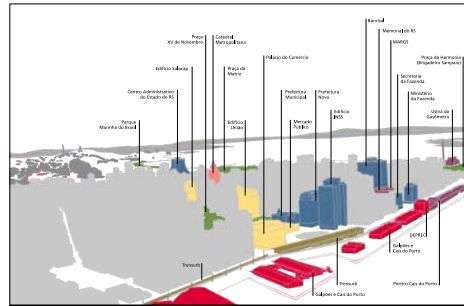 Banrisul
Praça
XV de Novembro
Catedral
Metropolitana
Memorial do RS
MARGS
Edifício Sulacap
Praça da
Matriz
Palácio do Comércio
Praça da Harmonia
(Brigadeiro Sampaio)
Secretaria
da Fazenda
Centro Administrativo
do Estado do RS
Prefeitura
Municipal
Prefeitura
Nova
Ministério
da Fazenda
Parque
Marinha do Brasil
Edifício
União
Mercado
Público
Edifício
INSS
Usina do
Gasômetro
DEPREC
Galpões e
Cais do Porto
Trensurb
Trensurb
Pórtico Cais do Porto
Galpões e Cais do Porto